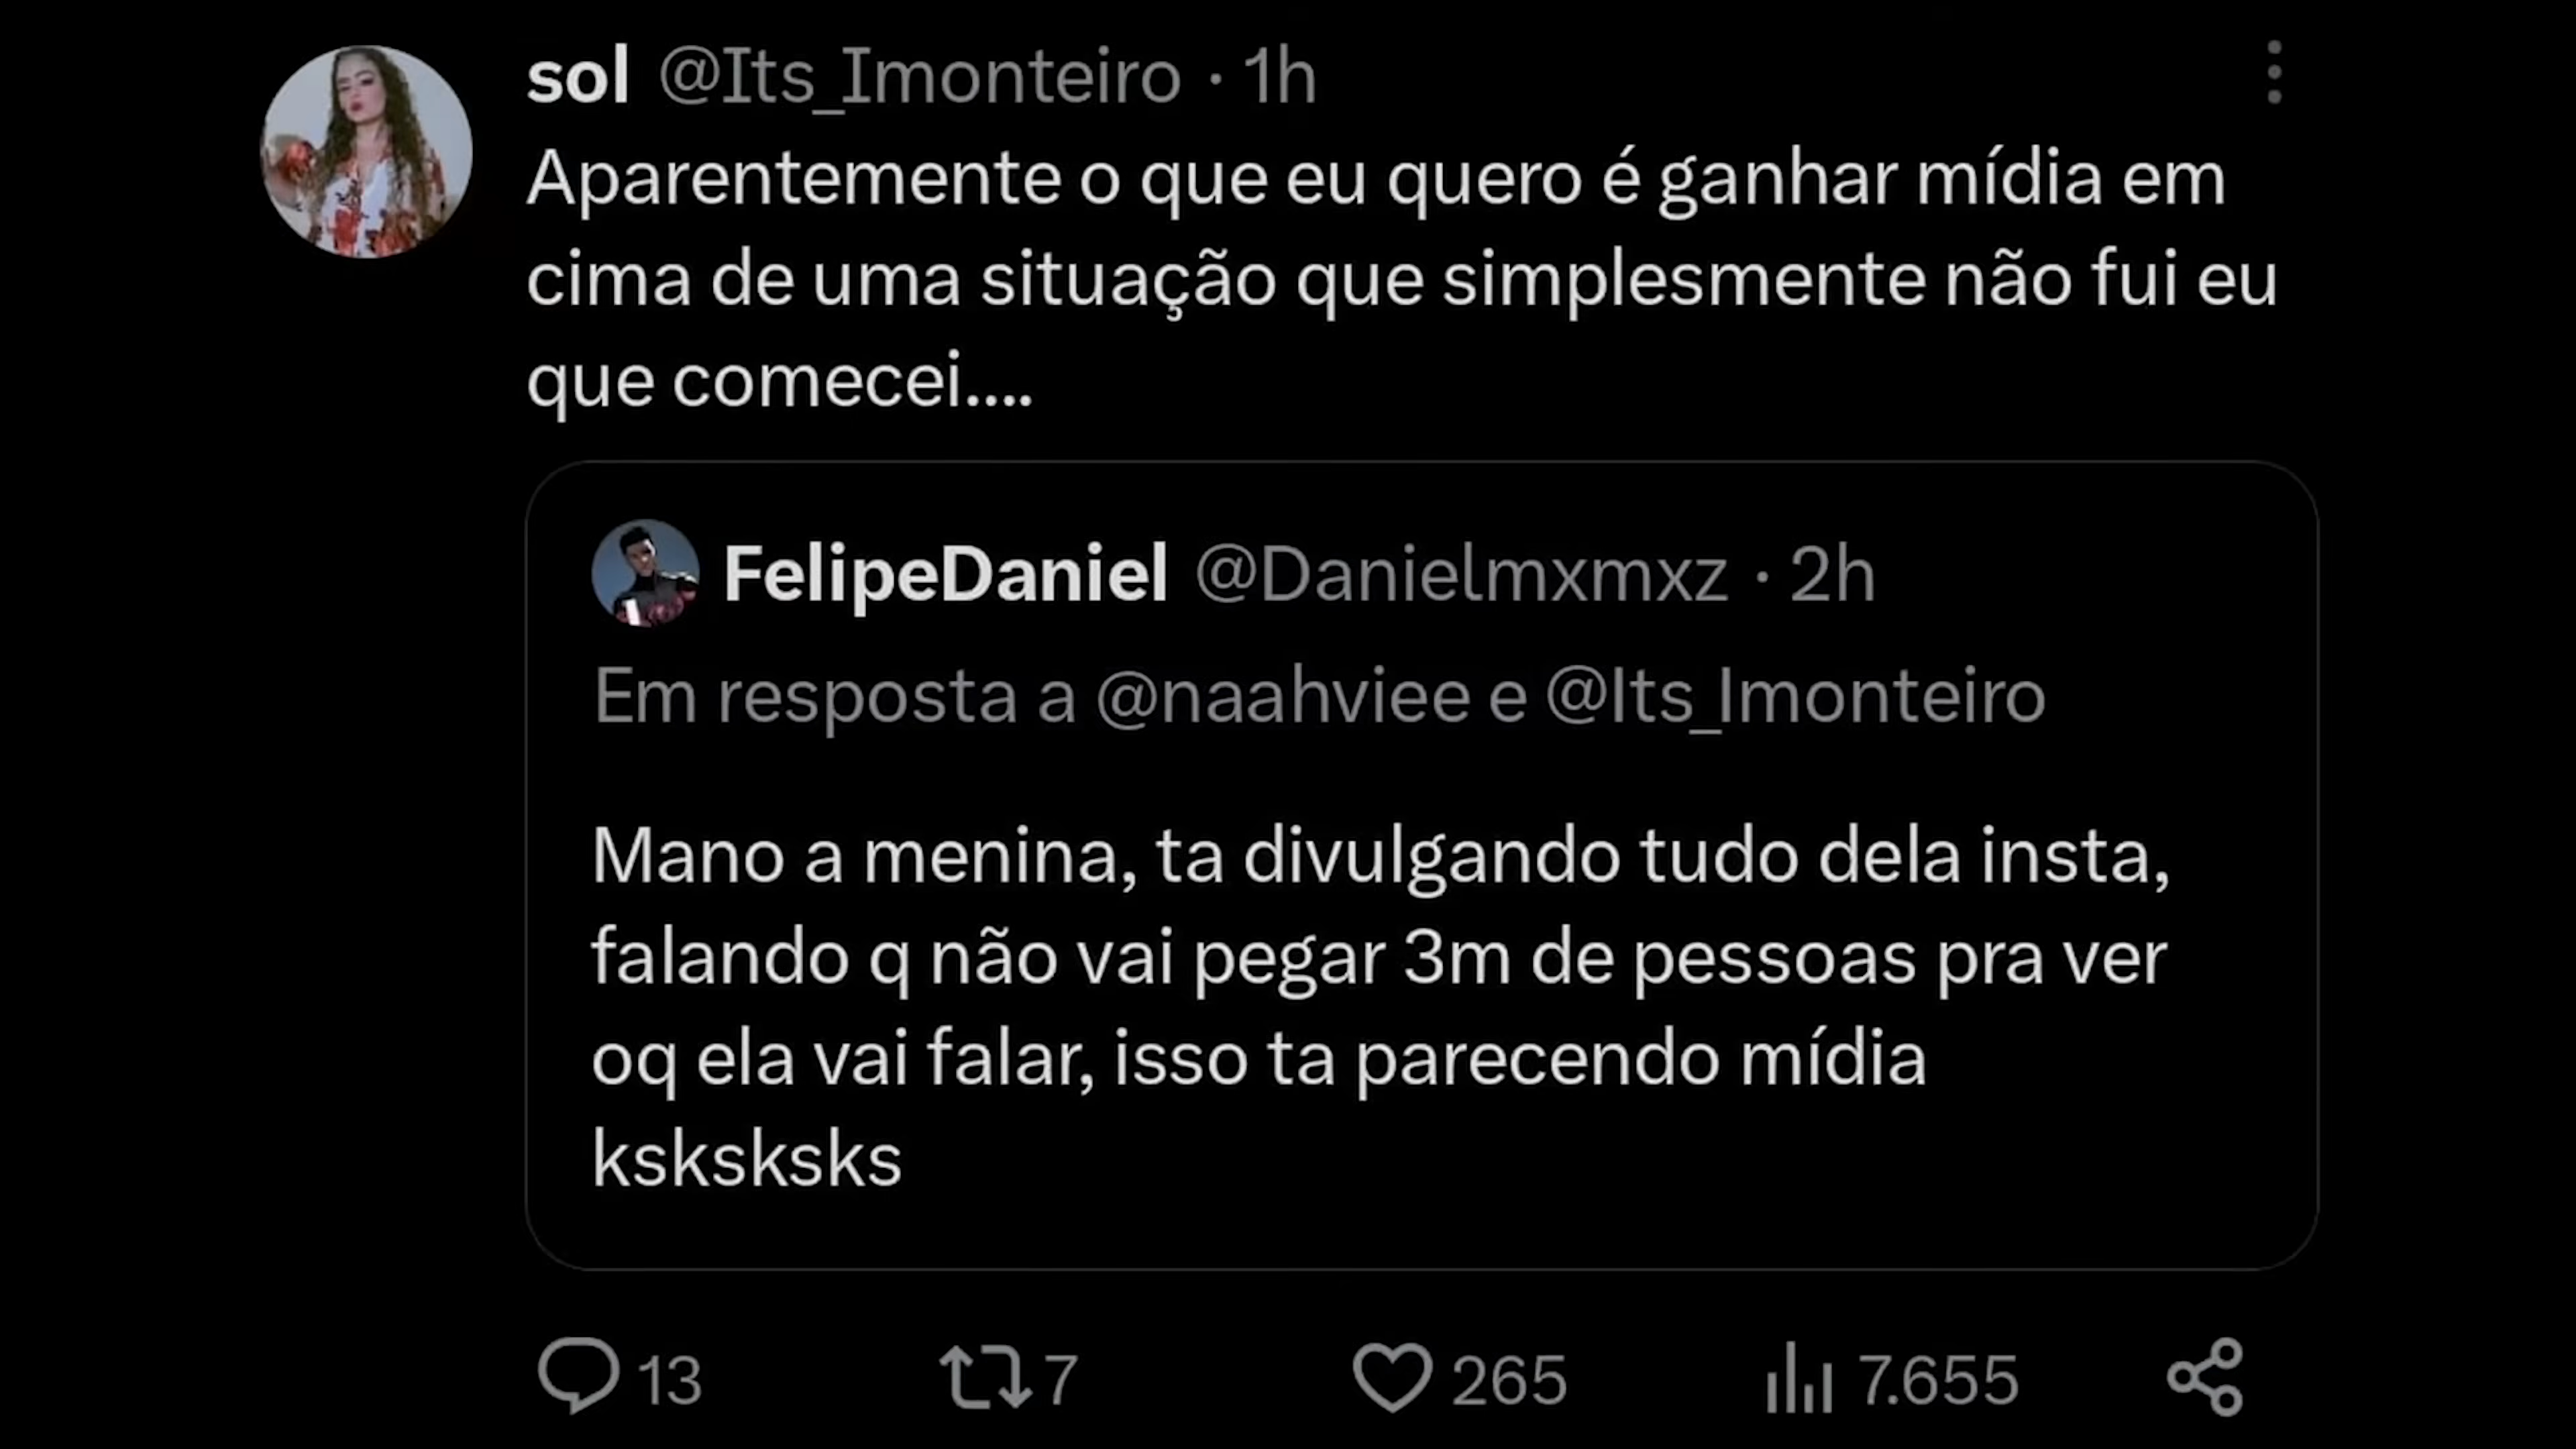 sol @Its_Imonteiro · 1h
Aparentemente o que eu quero é ganhar mídia em
cima de uma situação que simplesmente não fui eu
que comecei....
FelipeDaniel @Danielmxmxz · 2h
Em resposta a @naahviee e @Its_Imonteiro
Mano a menina, ta divulgando tudo dela insta,
falando q não vai pegar 3m de pessoas pra ver
oq ela vai falar, isso ta parecendo mídia
ksksksks
13 7 265 7.655